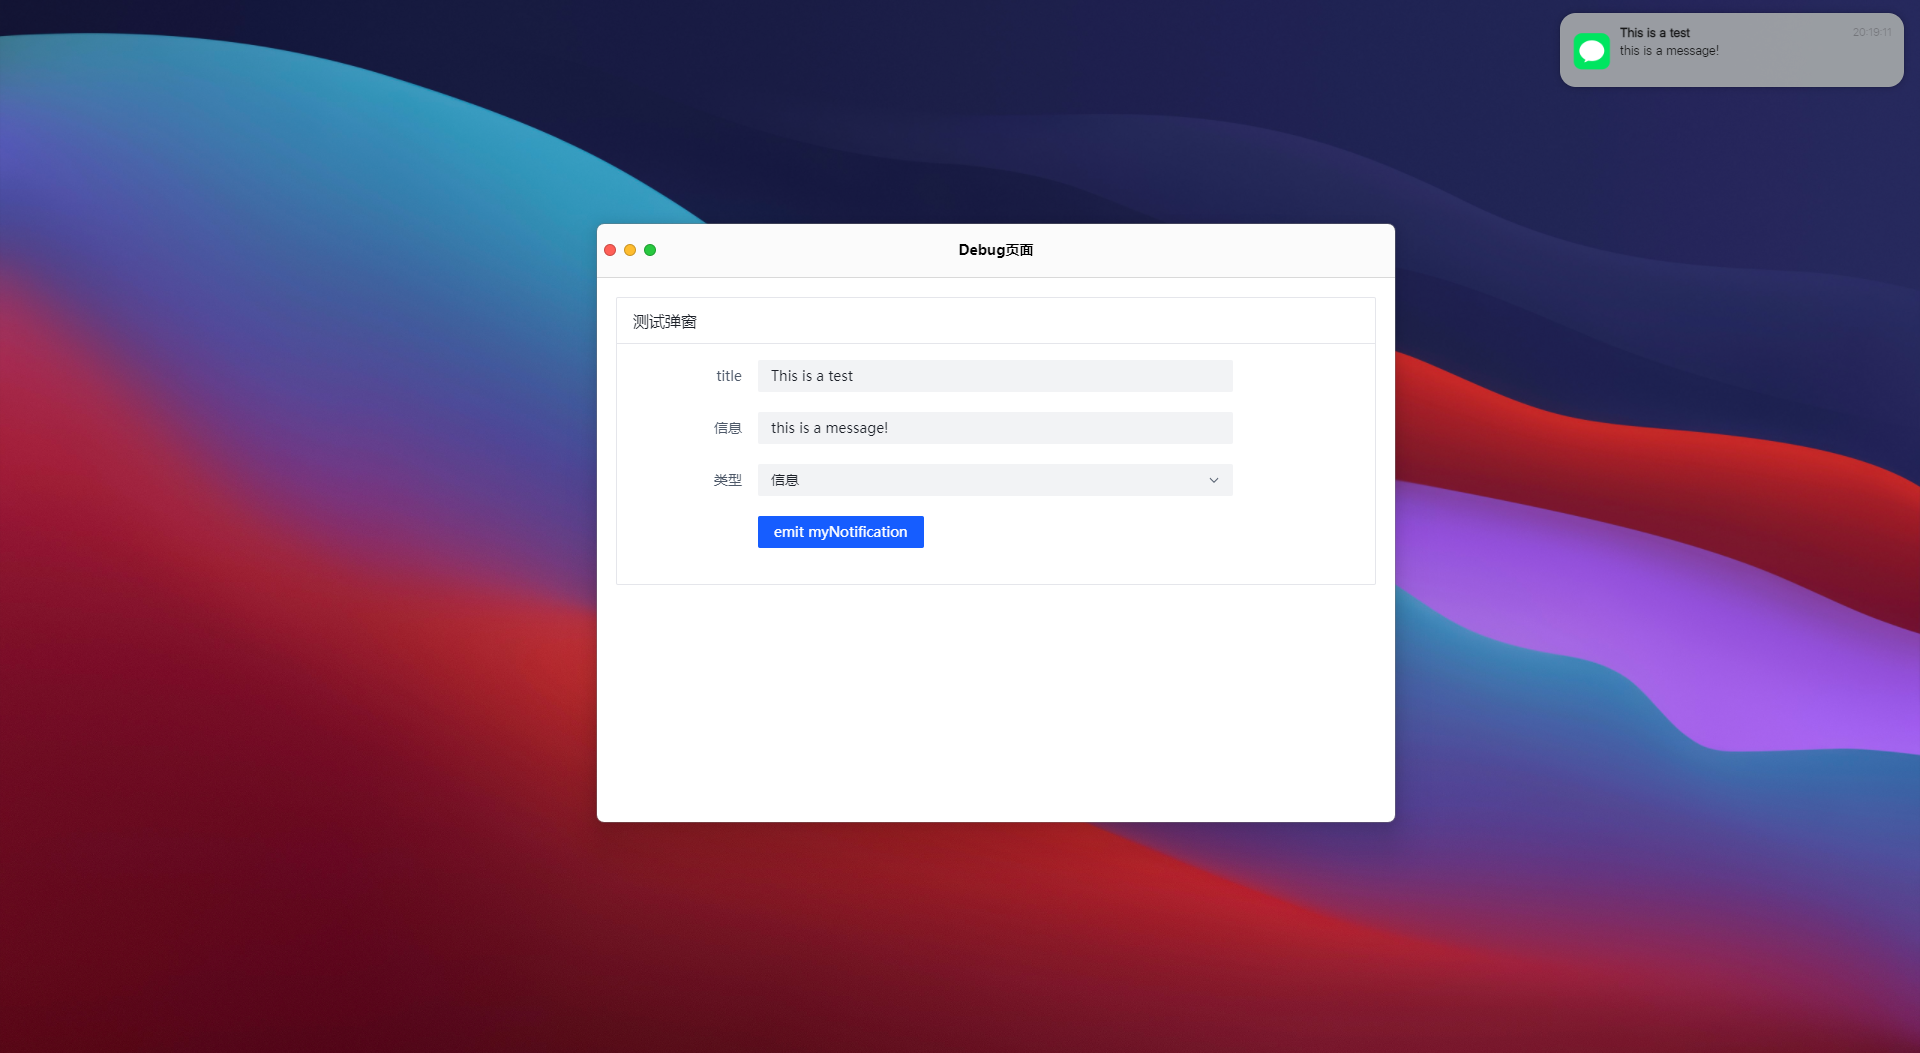 This is a test
20:19:11
this is a message!
Debug页面
测试弹窗
title
This is a test
信息
this is a message!
类型
信息
emit myNotification